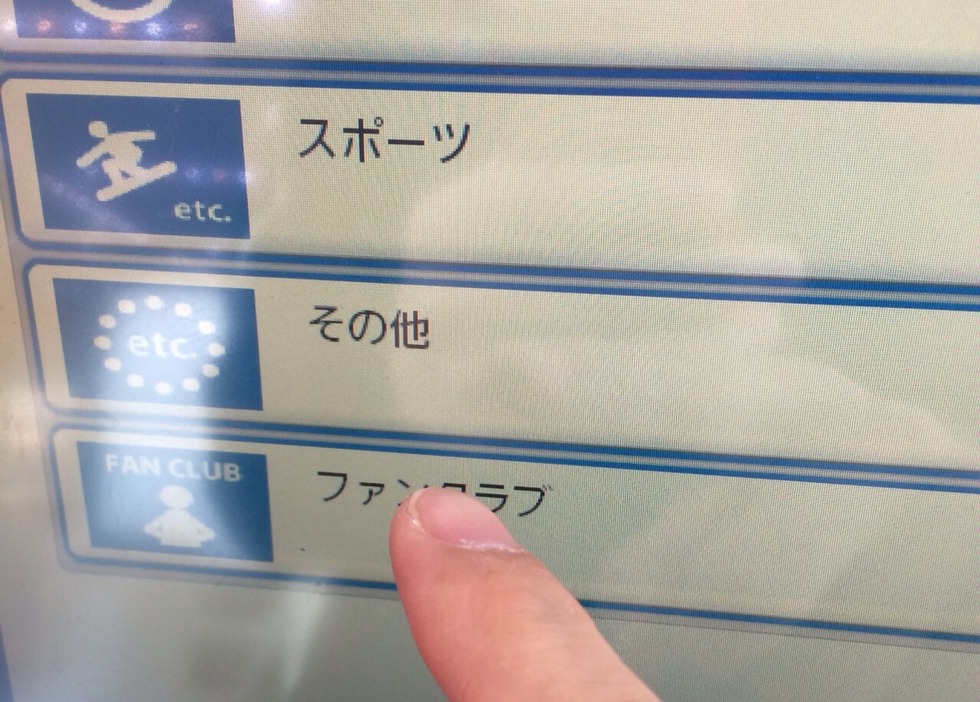 スポーツ
etc.
その他
etc.
FAN CLUB
ファンクラブ